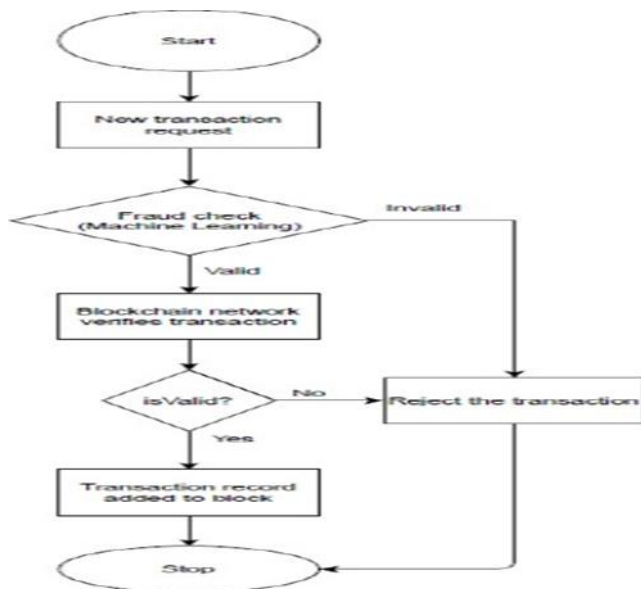 Start
New transaction
request
Fraud check
(Machine Learning)
Invalid
Valid
Blockchain network
verifies transaction
isValid?
No
Reject the transaction
Yes
Transaction record
added to block
Stop